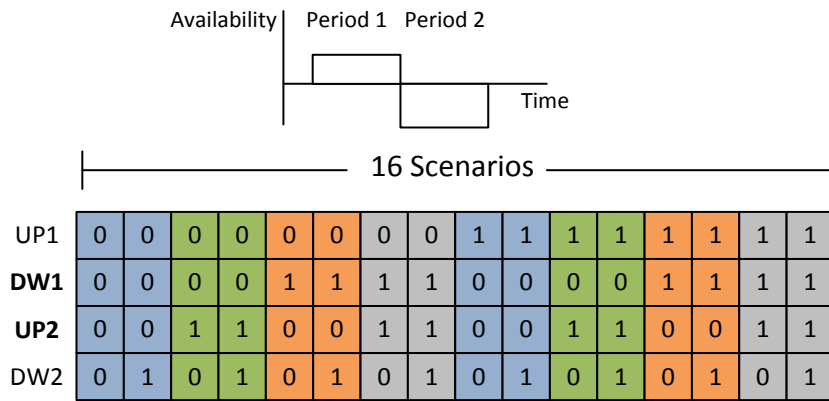 Availability Period 1 Period 2
Time
16 Scenarios
UP1 0 0 0 0 0 0 0 0 1 1 1 1 1 1 1 1
DW1 0 0 0 0 1 1 1 1 0 0 0 0 1 1 1 1
UP2 0 0 1 1 0 0 1 1 0 0 1 1 0 0 1 1
DW2 0 1 0 1 0 1 0 1 0 1 0 1 0 1 0 1